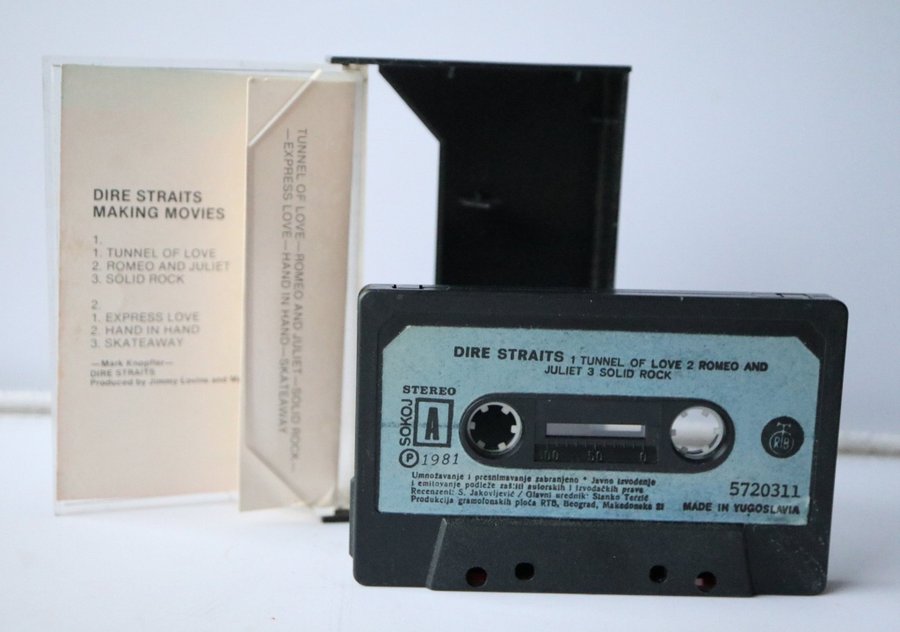 DIRE STRAITS
MAKING MOVIES
1.
1. TUNNEL OF LOVE
2. ROMEO AND JULIET
3. SOLID ROCK
2.
1. EXPRESS LOVE
2. HAND IN HAND
3. SKATEAWAY
—Mark Knopfler—
DIRE STRAITS
Produced by Jimmy Lovine and
TUNNEL OF LOVE—ROMEO AND JULIET—SOLID ROCK—
—EXPRESS LOVE—HAND IN HAND—SKATEAWAY
DIRE STRAITS 1 TUNNEL OF LOVE 2 ROMEO AND
JULIET 3 SOLID ROCK
STEREO
A
SOKOJ
℗ 1981
100 50 0
RTB
Umnožavanje i presnimavanje zabranjeno * Javno izvođenje
i emitovanje podleže zaštiti autorskih i izvođačkih prava
Recenzent: S. Jakovljević / Glavni urednik: Stanko Terzić
Produkcija gramofonskih ploča RTB, Beograd, Makedonska 21
5720311
MADE IN YUGOSLAVIA